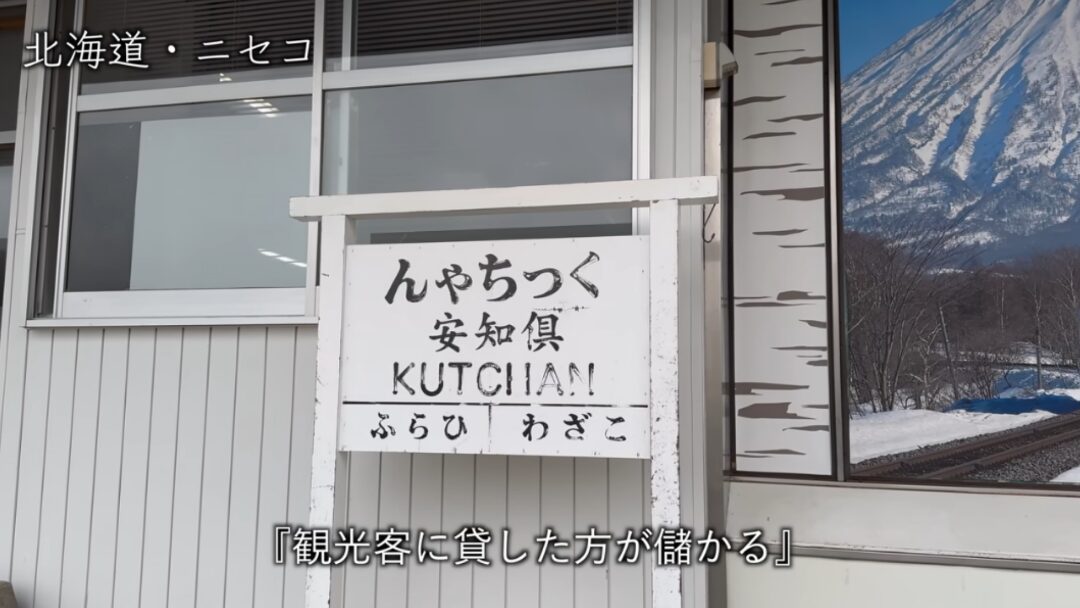 北海道・ニセコ
んやちつく
安知倶
KUTCHAN
ふらひ わざこ
『観光客に貸した方が儲かる』